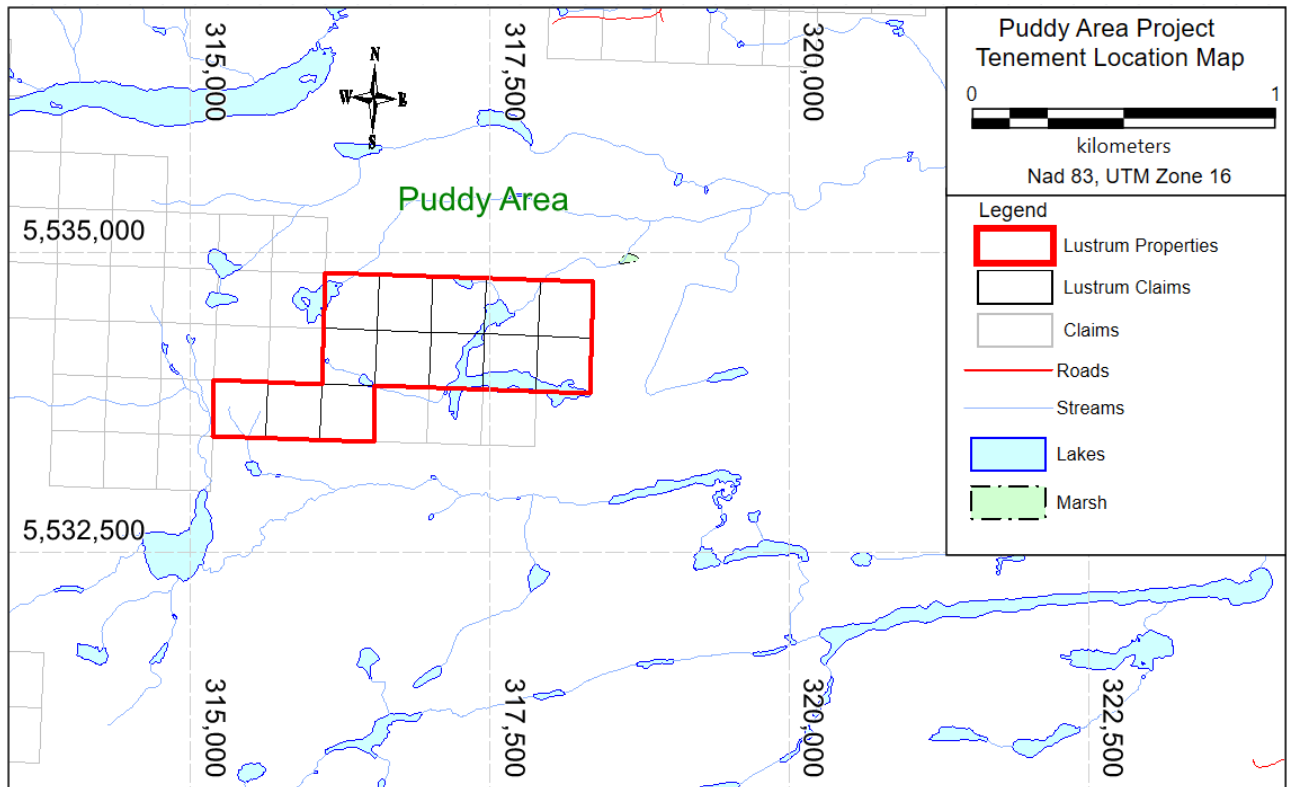 Puddy Area Project
Tenement Location Map
0 1
kilometers
Nad 83, UTM Zone 16
Legend
Lustrum Properties
Lustrum Claims
Claims
Roads
Streams
Lakes
Marsh
315,000
317,500
320,000
N
W E
S
Puddy Area
5,535,000
5,532,500
315,000
317,500
320,000
322,500